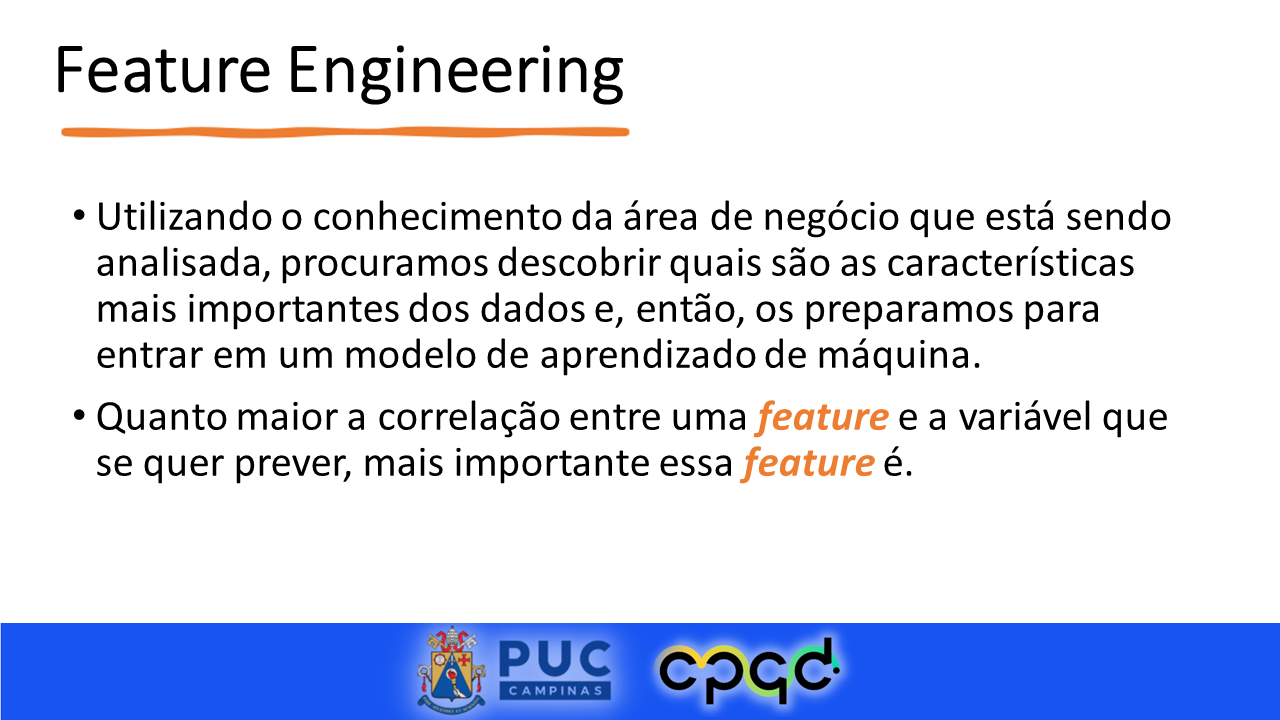 Feature Engineering
• Utilizando o conhecimento da área de negócio que está sendo
analisada, procuramos descobrir quais são as características
mais importantes dos dados e, então, os preparamos para
entrar em um modelo de aprendizado de máquina.
• Quanto maior a correlação entre uma feature e a variável que
se quer prever, mais importante essa feature é.
PUC
CAMPINAS
cpqd